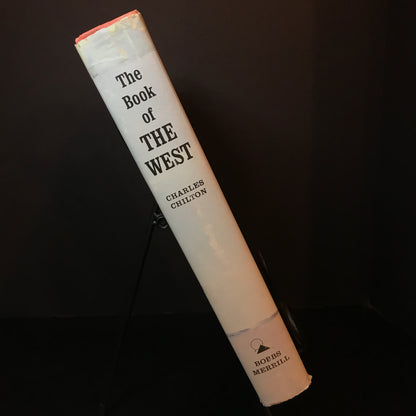 The
Book
of
THE
WEST
CHARLES
CHILTON
BOBBS
MERRILL